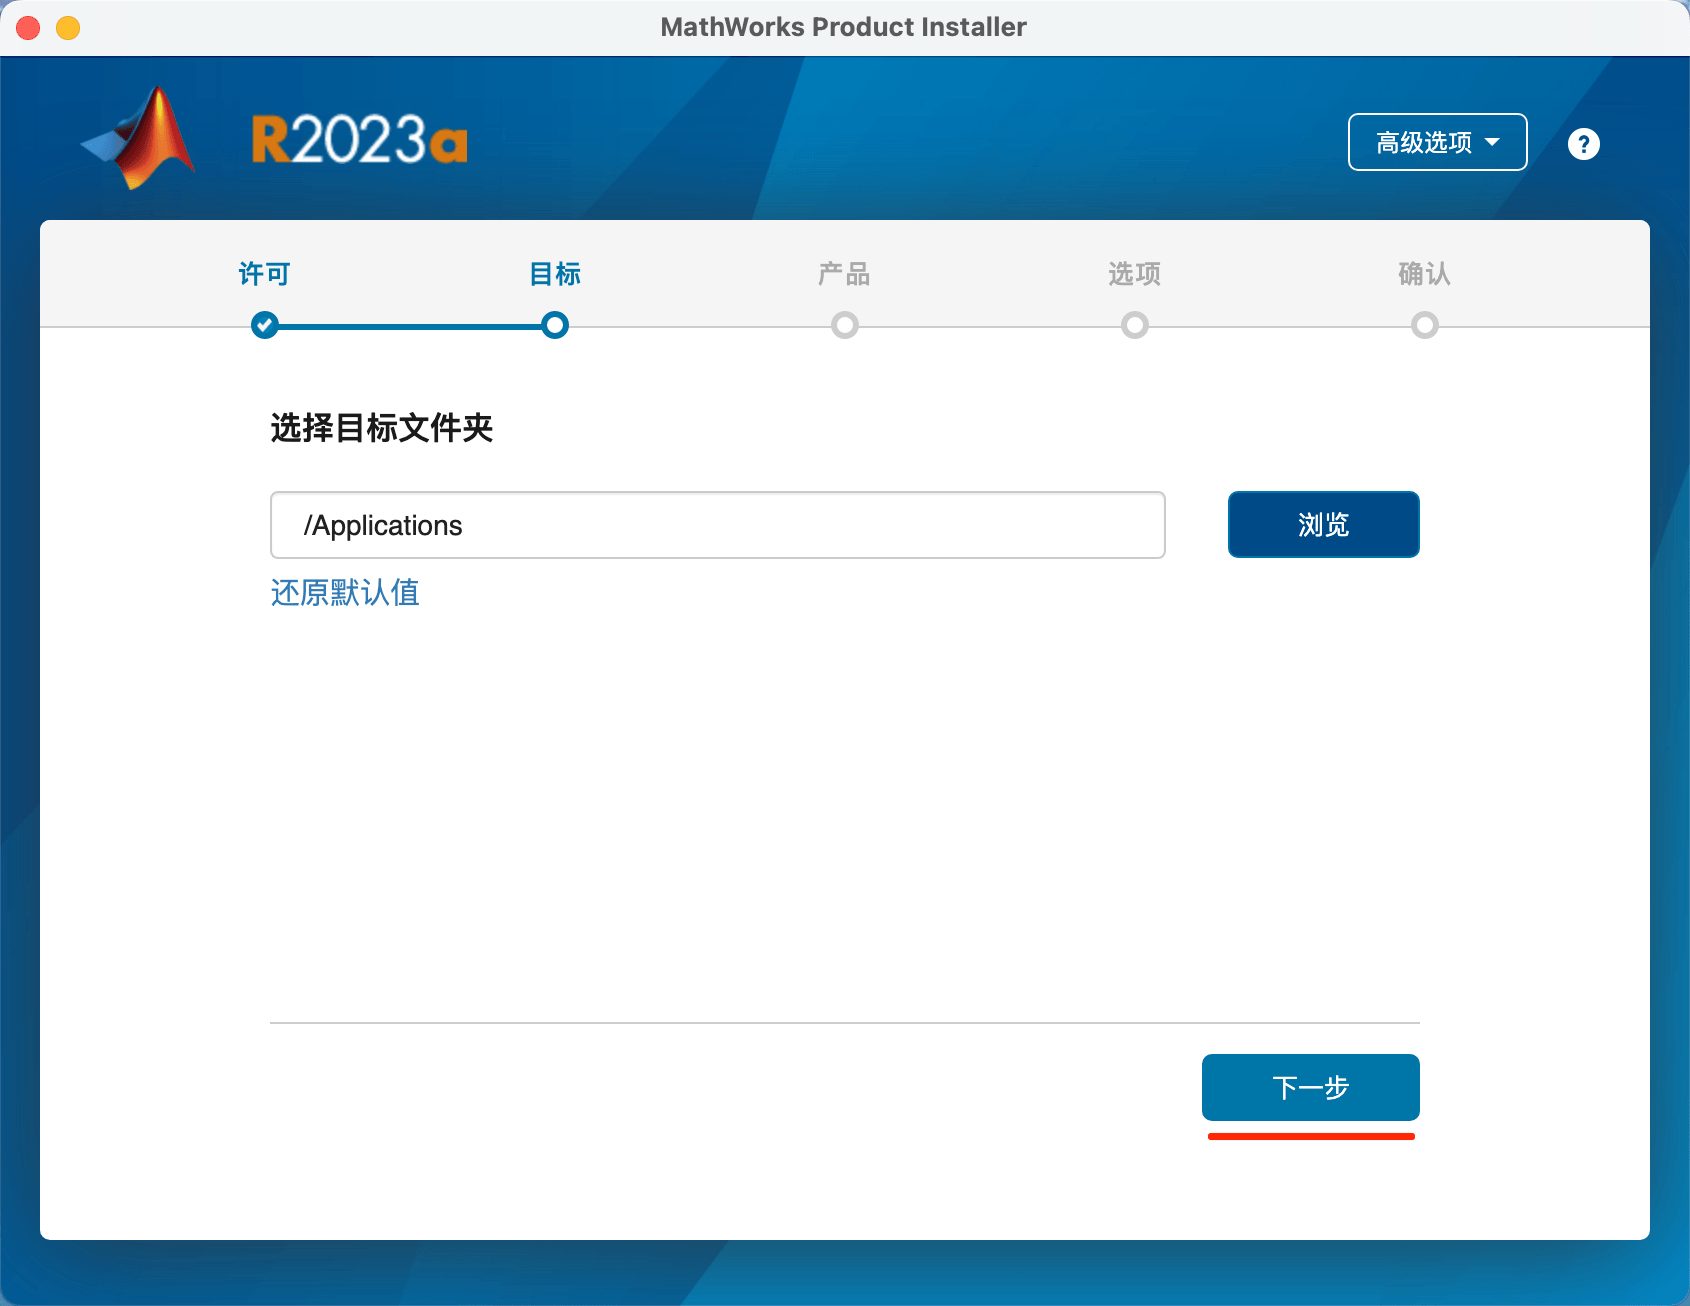 MathWorks Product Installer
R2023a
高级选项
?
许可 目标 产品 选项 确认
选择目标文件夹
/Applications
浏览
还原默认值
下一步